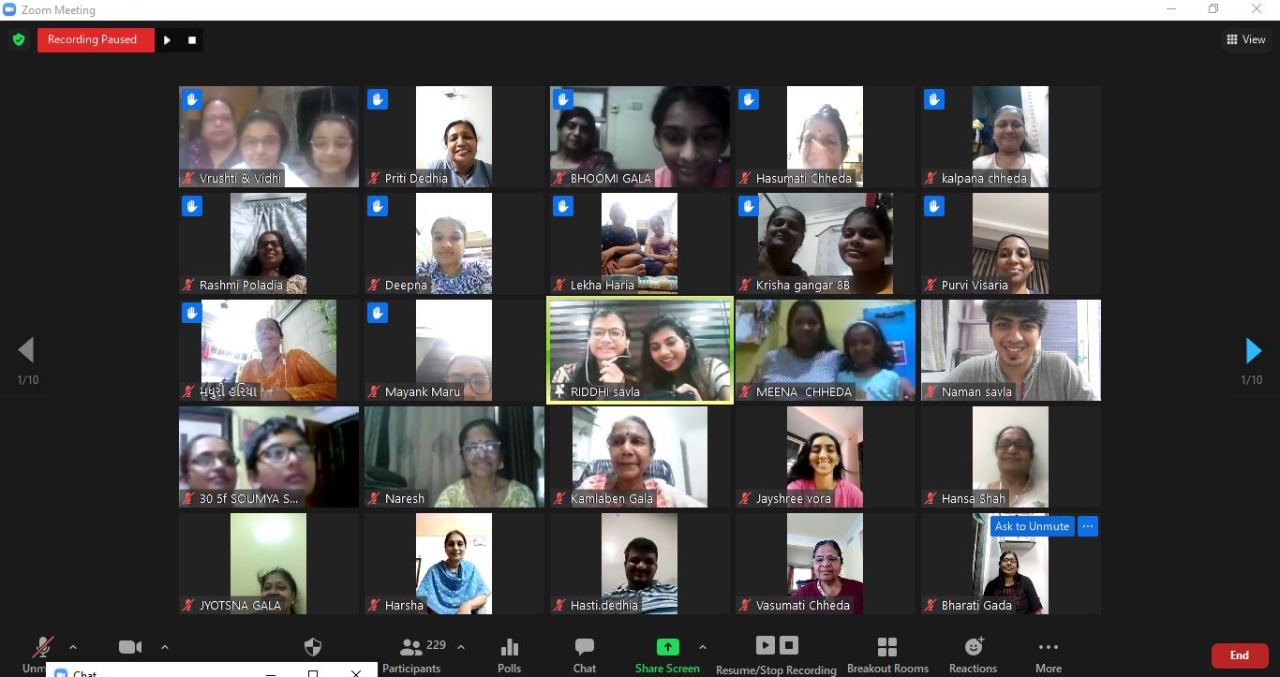 Zoom Meeting
Recording Paused
View
Vrushti & Vidhi
Priti Dedhia
BHOOMI GALA
Hasumati Chheda
kalpana chheda
Rashmi Poladia
Deepna
Lekha Haria
Krisha gangar 8B
Purvi Visaria
મયુરી હરિયા
Mayank Maru
RIDDHI savla
MEENA CHHEDA
Naman savla
1/10
1/10
30 5f SOUMYA S...
Naresh
Kamlaben Gala
Jayshree vora
Hansa Shah
Ask to Unmute
JYOTSNA GALA
Harsha
Hasti.dedhia
Vasumati Chheda
Bharati Gada
229
Unm
Participants
Polls
Chat
Share Screen
Resume/Stop Recording
Breakout Rooms
Reactions
More
End
Chat